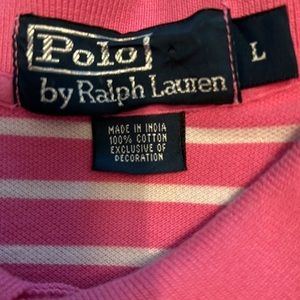 Polo
by Ralph Lauren
L
MADE IN INDIA
100% COTTON
EXCLUSIVE OF
DECORATION